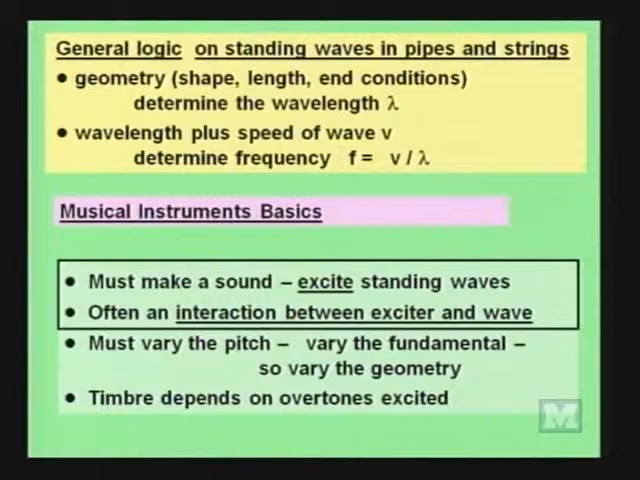 General logic on standing waves in pipes and strings
• geometry (shape, length, end conditions)
determine the wavelength λ
• wavelength plus speed of wave v
determine frequency f = v / λ
Musical Instruments Basics
• Must make a sound – excite standing waves
• Often an interaction between exciter and wave
• Must vary the pitch – vary the fundamental –
so vary the geometry
• Timbre depends on overtones excited
M